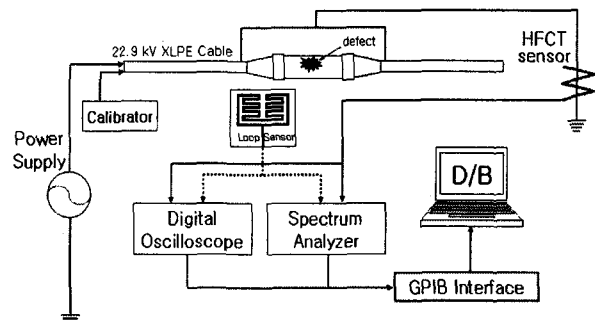 22.9 kV XLPE Cable
defect
HFCT
sensor
Calibrator
Loop Sensor
Power
Supply
D/B
Digital
Oscilloscope
Spectrum
Analyzer
GPIB Interface